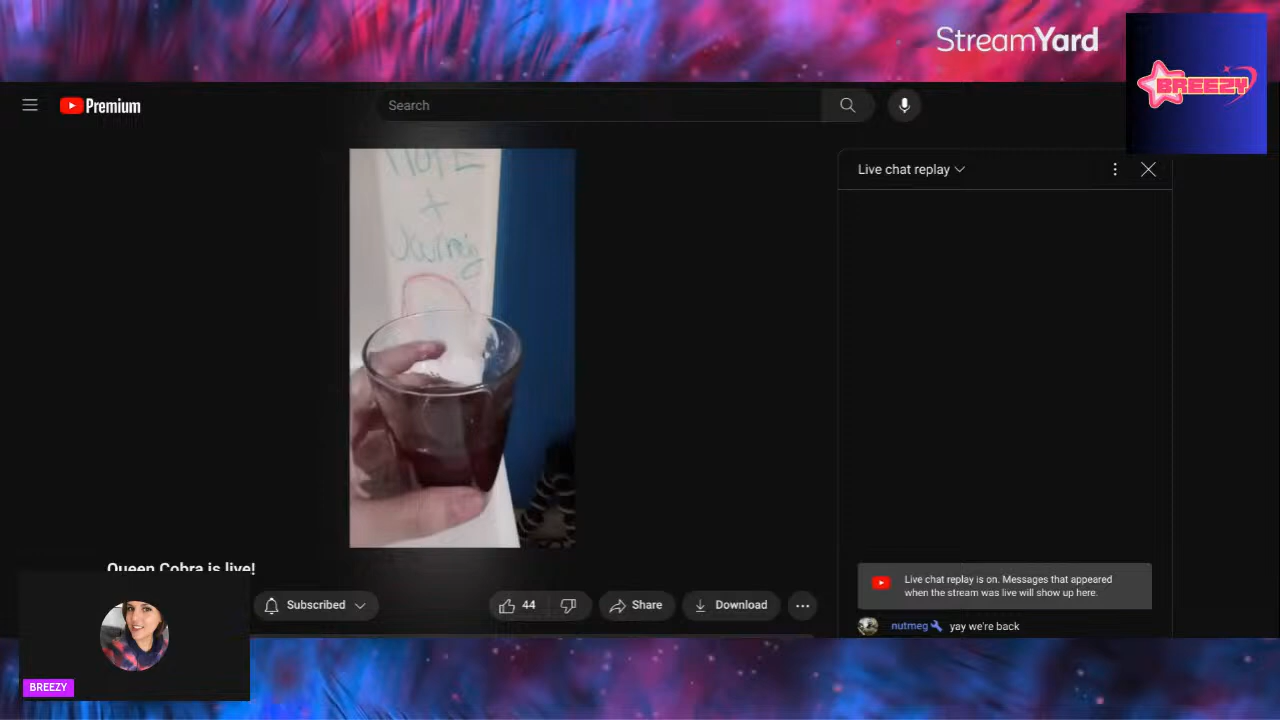 StreamYard
BREEZY
Premium
Search
Live chat replay
+
Queen Cobra is live!
Subscribed
44
Share
Download
Live chat replay is on. Messages that appeared
when the stream was live will show up here.
nutmeg yay we're back
BREEZY